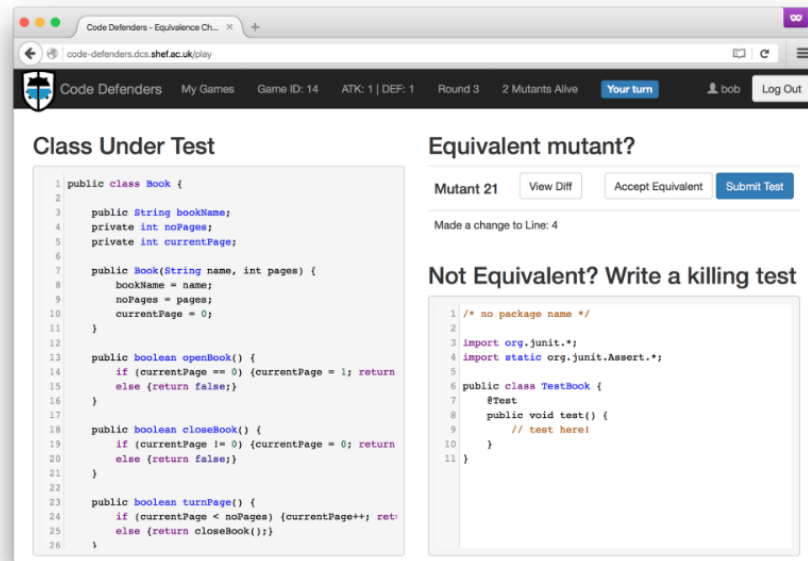 Code Defenders - Equivalence Ch...
code-defenders.dcs.shef.ac.uk/play
Code Defenders My Games Game ID: 14 ATK: 1 | DEF: 1 Round 3 2 Mutants Alive Your turn bob Log Out
Class Under Test
1 public class Book {
2
3 public String bookName;
4 private int noPages;
5 private int currentPage;
6
7 public Book(String name, int pages) {
8 bookName = name;
9 noPages = pages;
10 currentPage = 0;
11 }
12
13 public boolean openBook() {
14 if (currentPage == 0) {currentPage = 1; return
15 else {return false;}
16 }
17
18 public boolean closeBook() {
19 if (currentPage != 0) {currentPage = 0; return
20 else {return false;}
21 }
22
23 public boolean turnPage() {
24 if (currentPage < noPages) {currentPage++; ret
25 else {return closeBook();}
26 }
Equivalent mutant?
Mutant 21 View Diff Accept Equivalent Submit Test
Made a change to Line: 4
Not Equivalent? Write a killing test
1 /* no package name */
2
3 import org.junit.*;
4 import static org.junit.Assert.*;
5
6 public class TestBook {
7 @Test
8 public void test() {
9 // test here!
10 }
11 }